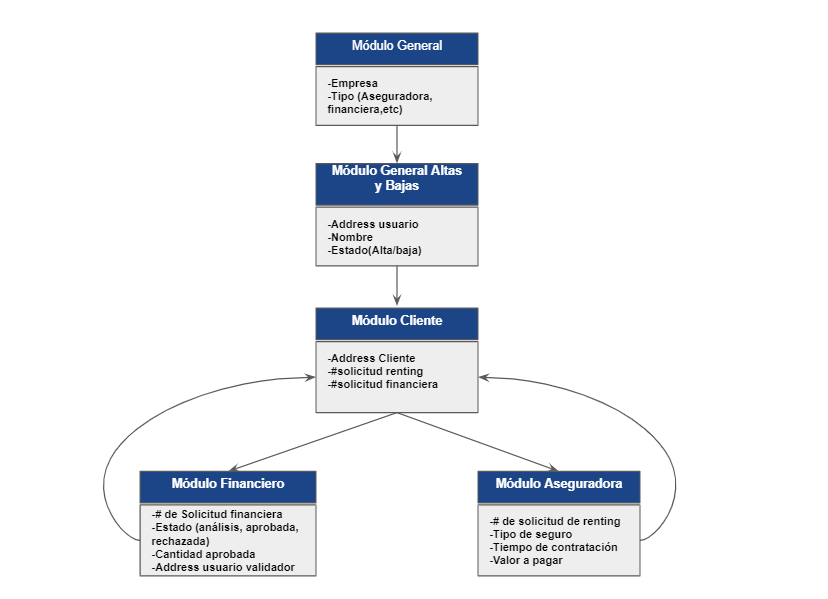 Módulo General
-Empresa
-Tipo (Aseguradora,
financiera,etc)
Módulo General Altas
y Bajas
-Address usuario
-Nombre
-Estado(Alta/baja)
Módulo Cliente
-Address Cliente
-#solicitud renting
-#solicitud financiera
Módulo Financiero
-# de Solicitud financiera
-Estado (análisis, aprobada,
rechazada)
-Cantidad aprobada
-Address usuario validador
Módulo Aseguradora
-# de solicitud de renting
-Tipo de seguro
-Tiempo de contratación
-Valor a pagar